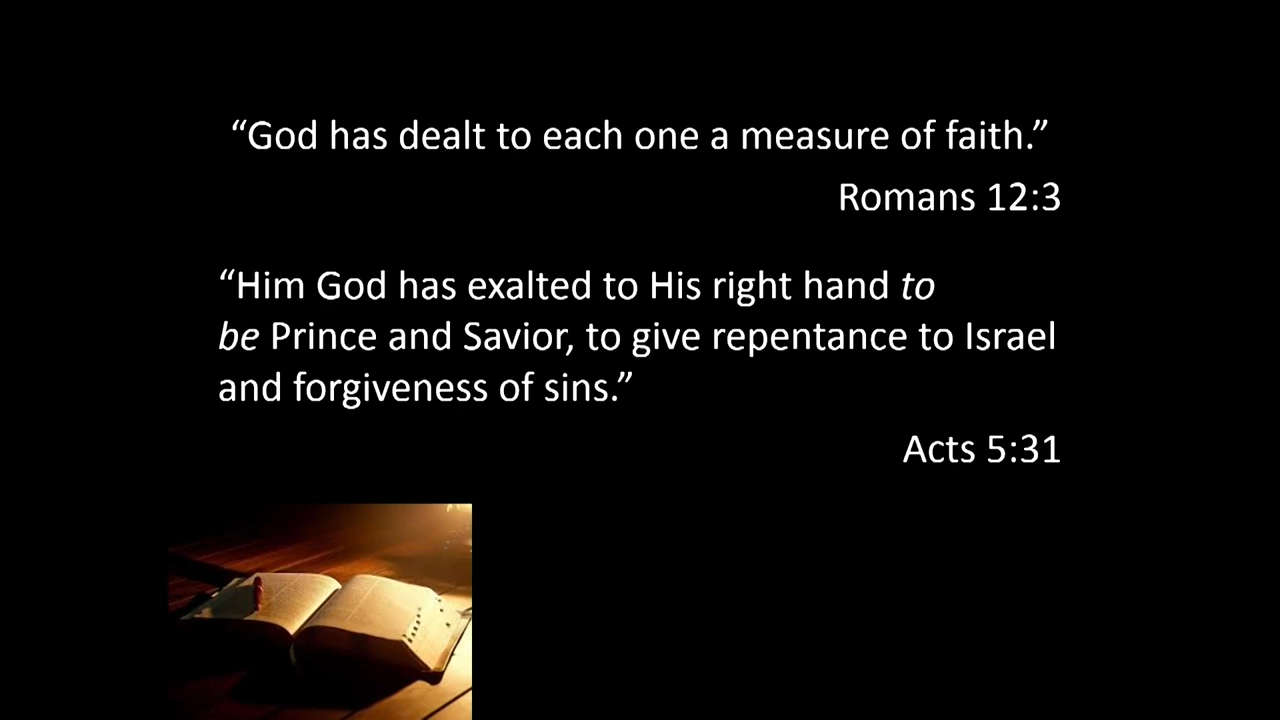 “God has dealt to each one a measure of faith.”
Romans 12:3
“Him God has exalted to His right hand to
be Prince and Savior, to give repentance to Israel
and forgiveness of sins.”
Acts 5:31